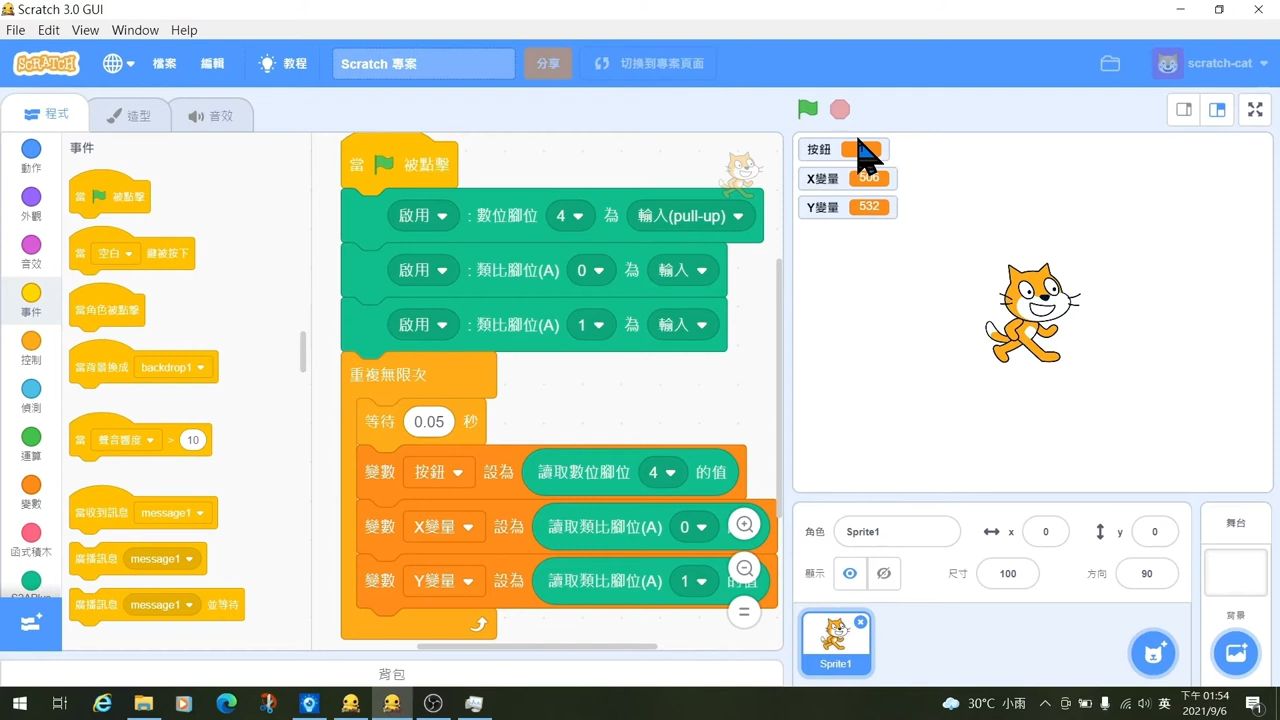 Scratch 3.0 GUI
File Edit View Window Help
SCRATCH 檔案 編輯 教程 Scratch 專案 分享 切換到專案頁面 scratch-cat
程式 造型 音效
動作
外觀
音效
事件
控制
偵測
運算
變數
函式積木
事件
當 被點擊
當 空白 鍵被按下
當角色被點擊
當背景換成 backdrop1
當 聲音響度 > 10
當收到訊息 message1
廣播訊息 message1
廣播訊息 message1 並等待
當 被點擊
啟用 : 數位腳位 4 為 輸入(pull-up)
啟用 : 類比腳位(A) 0 為 輸入
啟用 : 類比腳位(A) 1 為 輸入
重複無限次
等待 0.05 秒
變數 按鈕 設為 讀取數位腳位 4 的值
變數 X變量 設為 讀取類比腳位(A) 0
變數 Y變量 設為 讀取類比腳位(A) 1 的值
背包
按鈕
X變量 506
Y變量 532
角色 Sprite1 x 0 y 0
顯示 尺寸 100 方向 90
Sprite1
舞台
背景
30°C 小雨 英 下午 01:54
2021/9/6